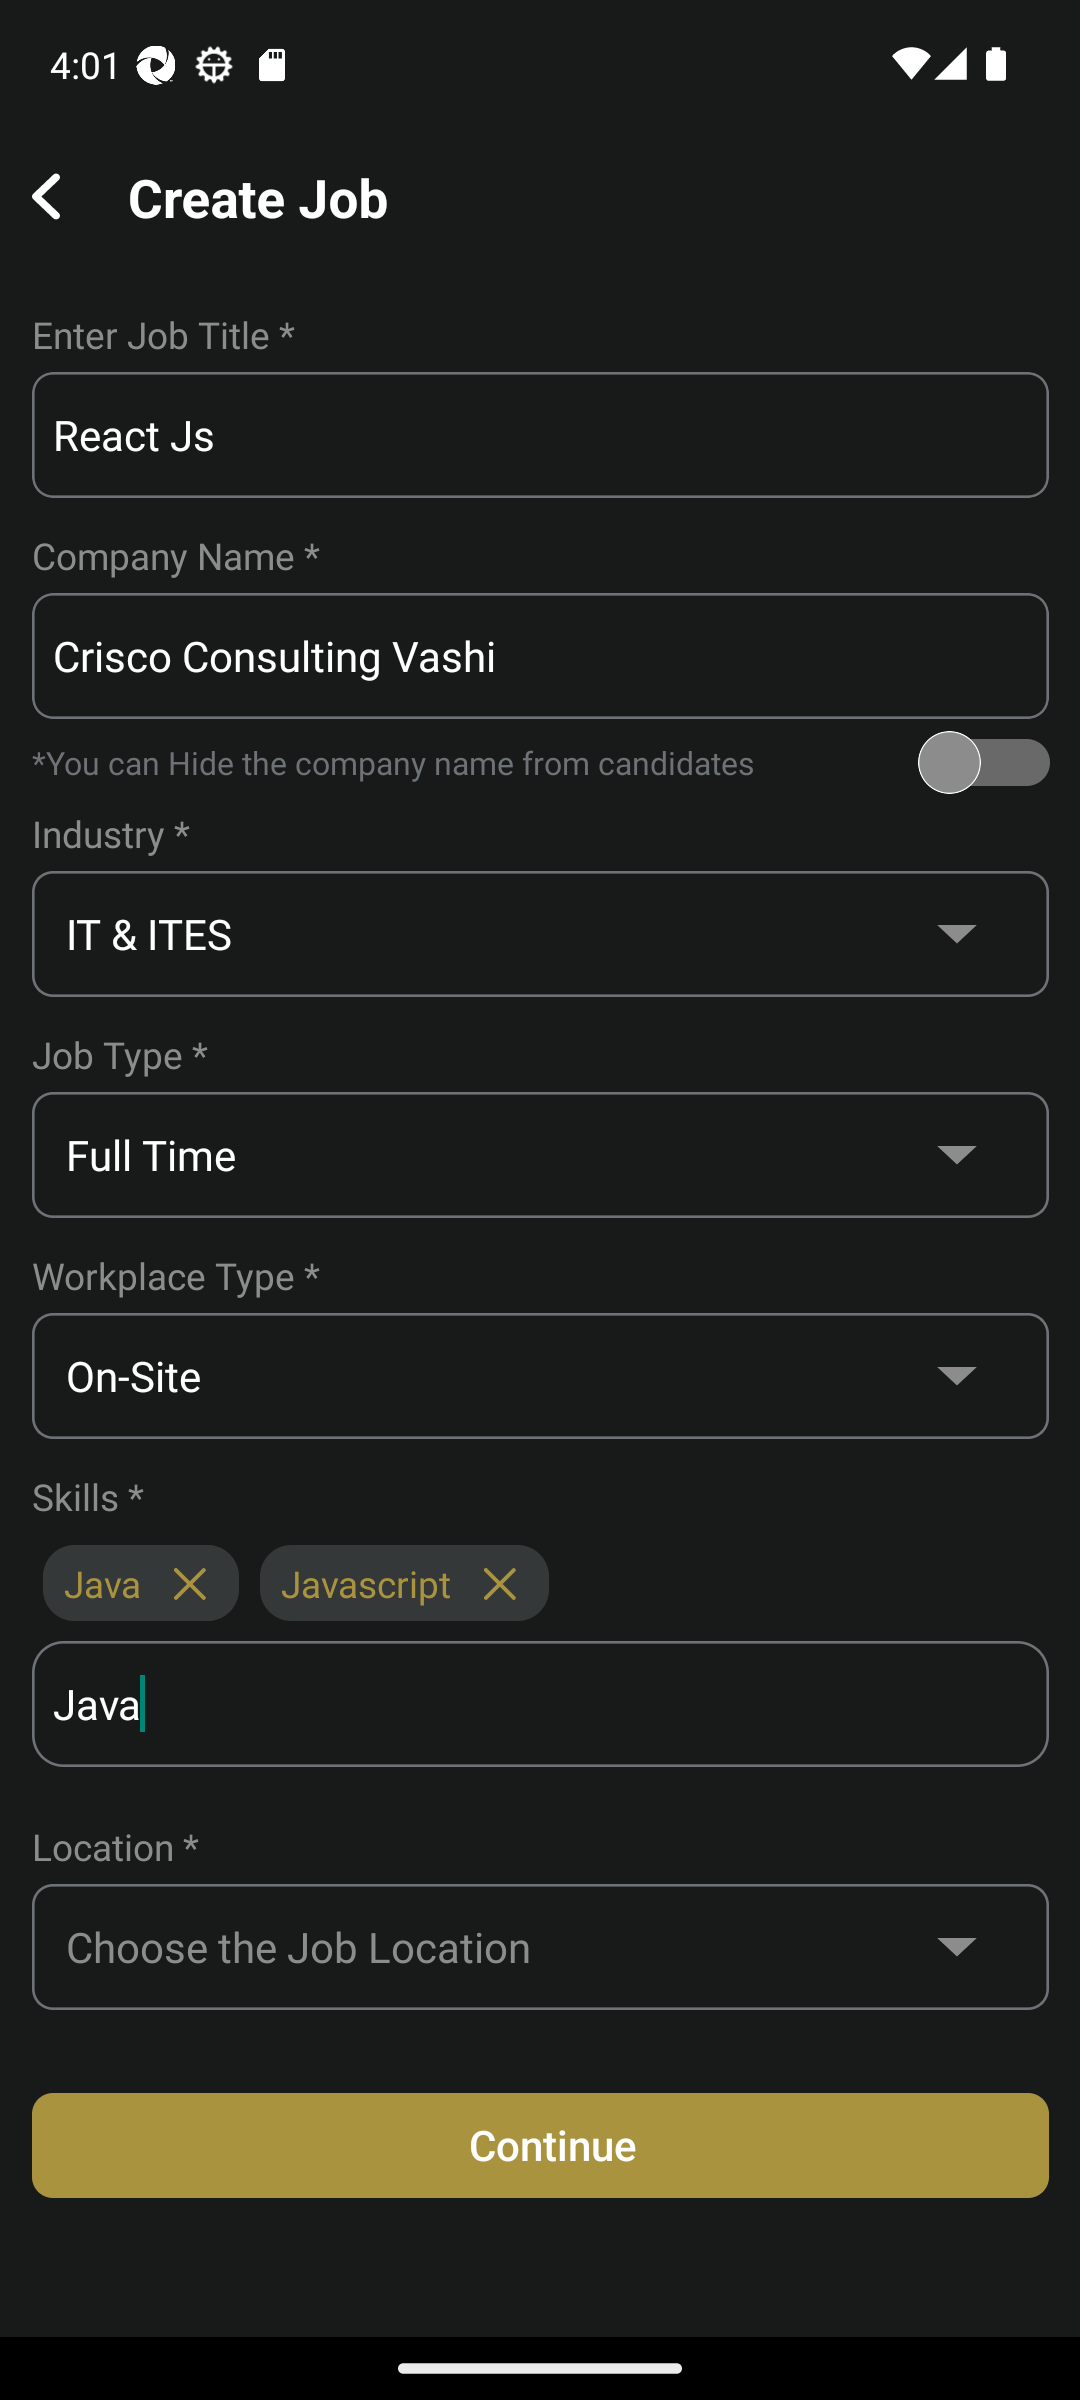 4:01
Create Job
Enter Job Title *
React Js
Company Name *
Crisco Consulting Vashi
*You can Hide the company name from candidates
Industry *
IT & ITES
Job Type *
Full Time
Workplace Type *
On-Site
Skills *
Java Javascript
Java
Location *
Choose the Job Location
Continue